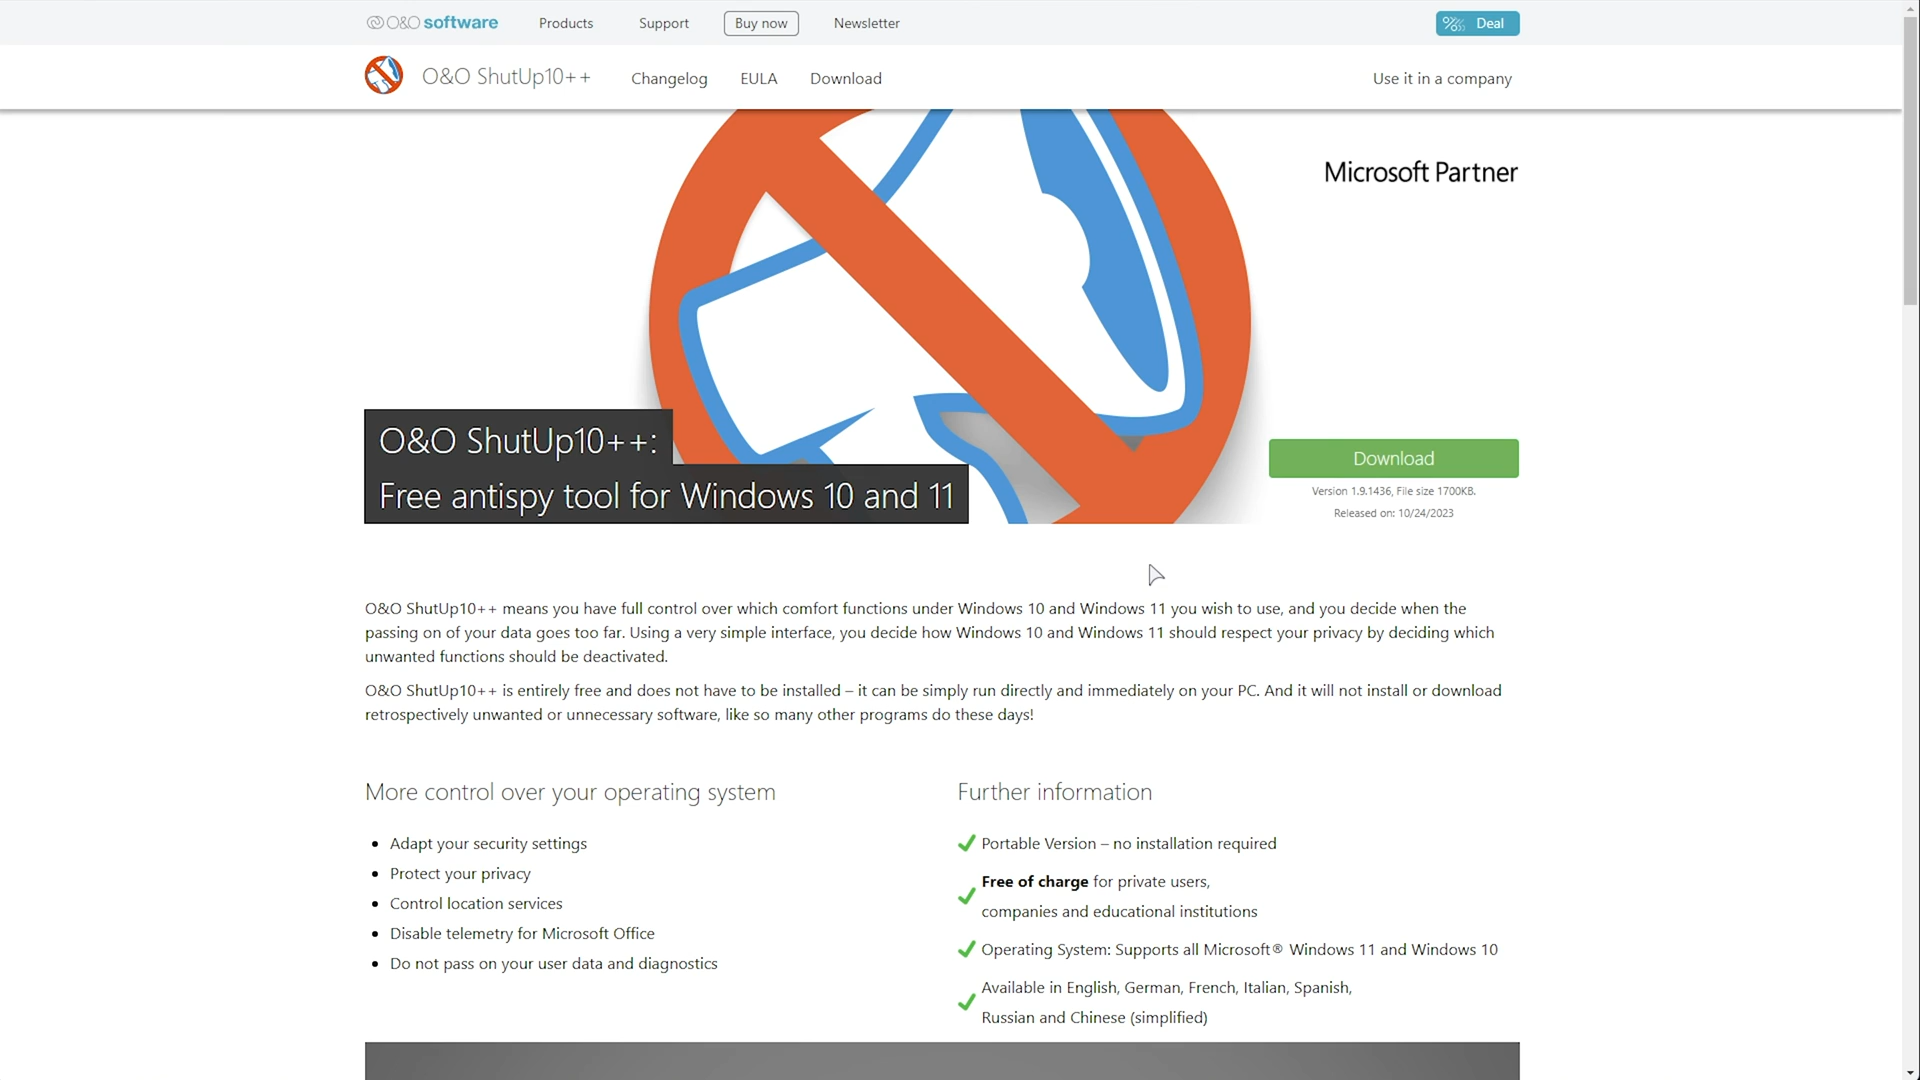 O&O software
Products
Support
Buy now
Newsletter
Deal
O&O ShutUp10++
Changelog
EULA
Download
Use it in a company
Microsoft Partner
O&O ShutUp10++:
Free antispy tool for Windows 10 and 11
Download
Version 1.9.1436, File size 1700KB.
Released on: 10/24/2023
O&O ShutUp10++ means you have full control over which comfort functions under Windows 10 and Windows 11 you wish to use, and you decide when the
passing on of your data goes too far. Using a very simple interface, you decide how Windows 10 and Windows 11 should respect your privacy by deciding which
unwanted functions should be deactivated.
O&O ShutUp10++ is entirely free and does not have to be installed – it can be simply run directly and immediately on your PC. And it will not install or download
retrospectively unwanted or unnecessary software, like so many other programs do these days!
More control over your operating system
Adapt your security settings
Protect your privacy
Control location services
Disable telemetry for Microsoft Office
Do not pass on your user data and diagnostics
Further information
Portable Version – no installation required
Free of charge for private users,
companies and educational institutions
Operating System: Supports all Microsoft® Windows 11 and Windows 10
Available in English, German, French, Italian, Spanish,
Russian and Chinese (simplified)